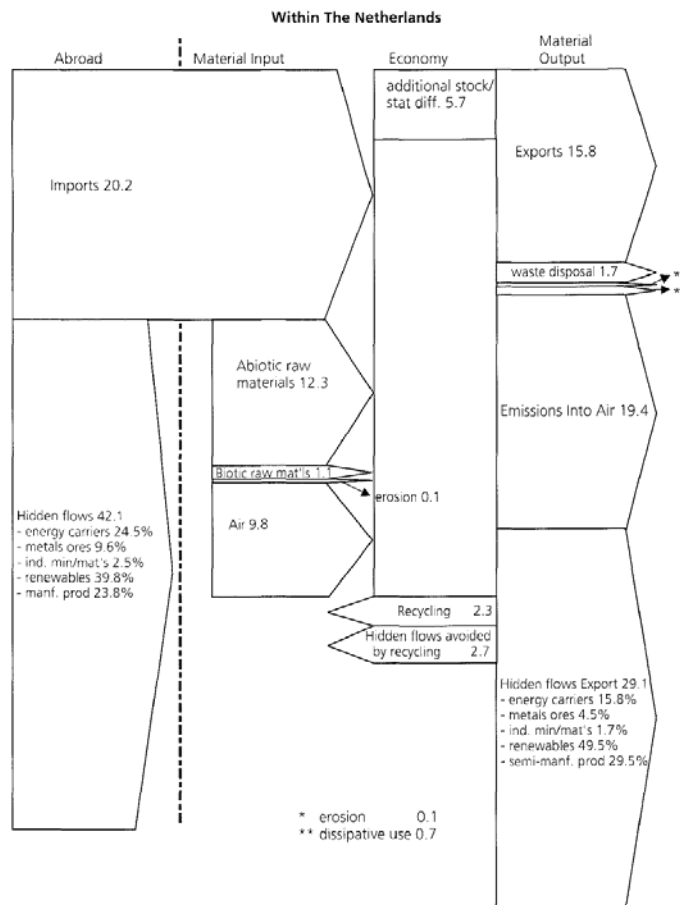 Within The Netherlands
Abroad
Material Input
Economy
Material
Output
additional stock/
stat diff. 5.7
Exports 15.8
Imports 20.2
waste disposal 1.7
*
*
Abiotic raw
materials 12.3
Emissions Into Air 19.4
Biotic raw mat'ls 1.1
erosion 0.1
Air 9.8
Hidden flows 42.1
- energy carriers 24.5%
- metals ores 9.6%
- ind. min/mat's 2.5%
- renewables 39.8%
- manf. prod 23.8%
Recycling 2.3
Hidden flows avoided
by recycling 2.7
Hidden flows Export 29.1
- energy carriers 15.8%
- metals ores 4.5%
- ind. min/mat's 1.7%
- renewables 49.5%
- semi-manf. prod 29.5%
* erosion 0.1
** dissipative use 0.7